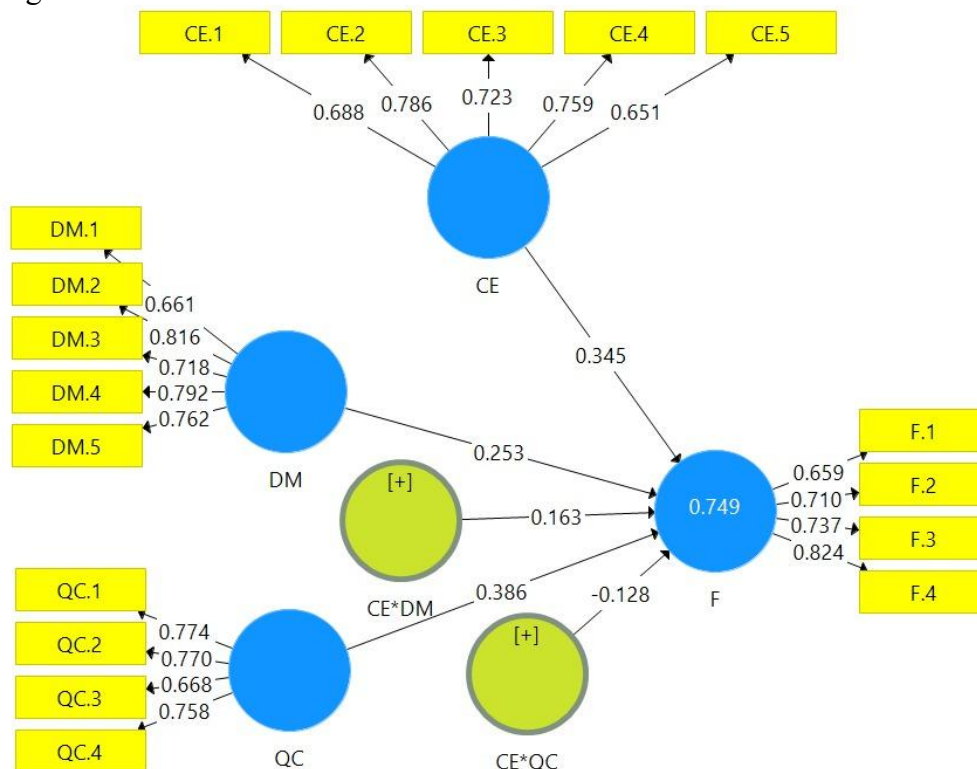 CE.1 CE.2 CE.3 CE.4 CE.5
0.688 0.786 0.723 0.759 0.651
CE
DM.1
DM.2
DM.3
DM.4
DM.5
0.661
0.816
0.718
0.792
0.762
DM
0.345
0.253
[+]
CE*DM
0.163
0.749
F
0.659
0.710
0.737
0.824
F.1
F.2
F.3
F.4
QC.1
QC.2
QC.3
QC.4
0.774
0.770
0.668
0.758
QC
0.386
-0.128
[+]
CE*QC